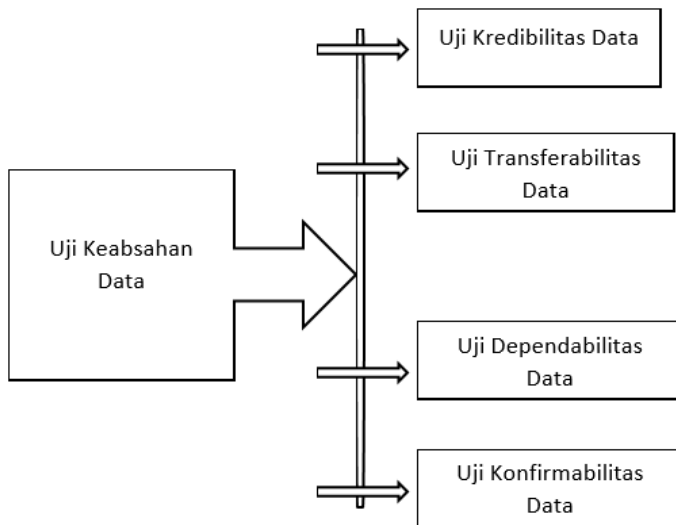 Uji Kredibilitas Data
Uji Transferabilitas
Data
Uji Keabsahan
Data
Uji Dependabilitas
Data
Uji Konfirmabilitas
Data